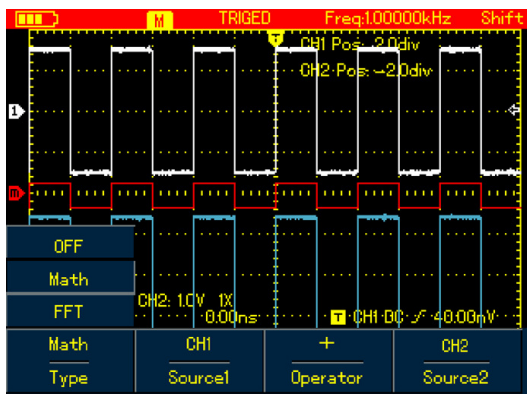 M TRIGED Freq:1.00000kHz Shift
T CH1 Pos: 2.0div
CH2 Pos: -2.0div
1
m
OFF
Math
FFT
CH2: 1.0V 1X
0.00ns T CH1 DC 40.00mV
Math CH1 + CH2
Type Source1 Operator Source2